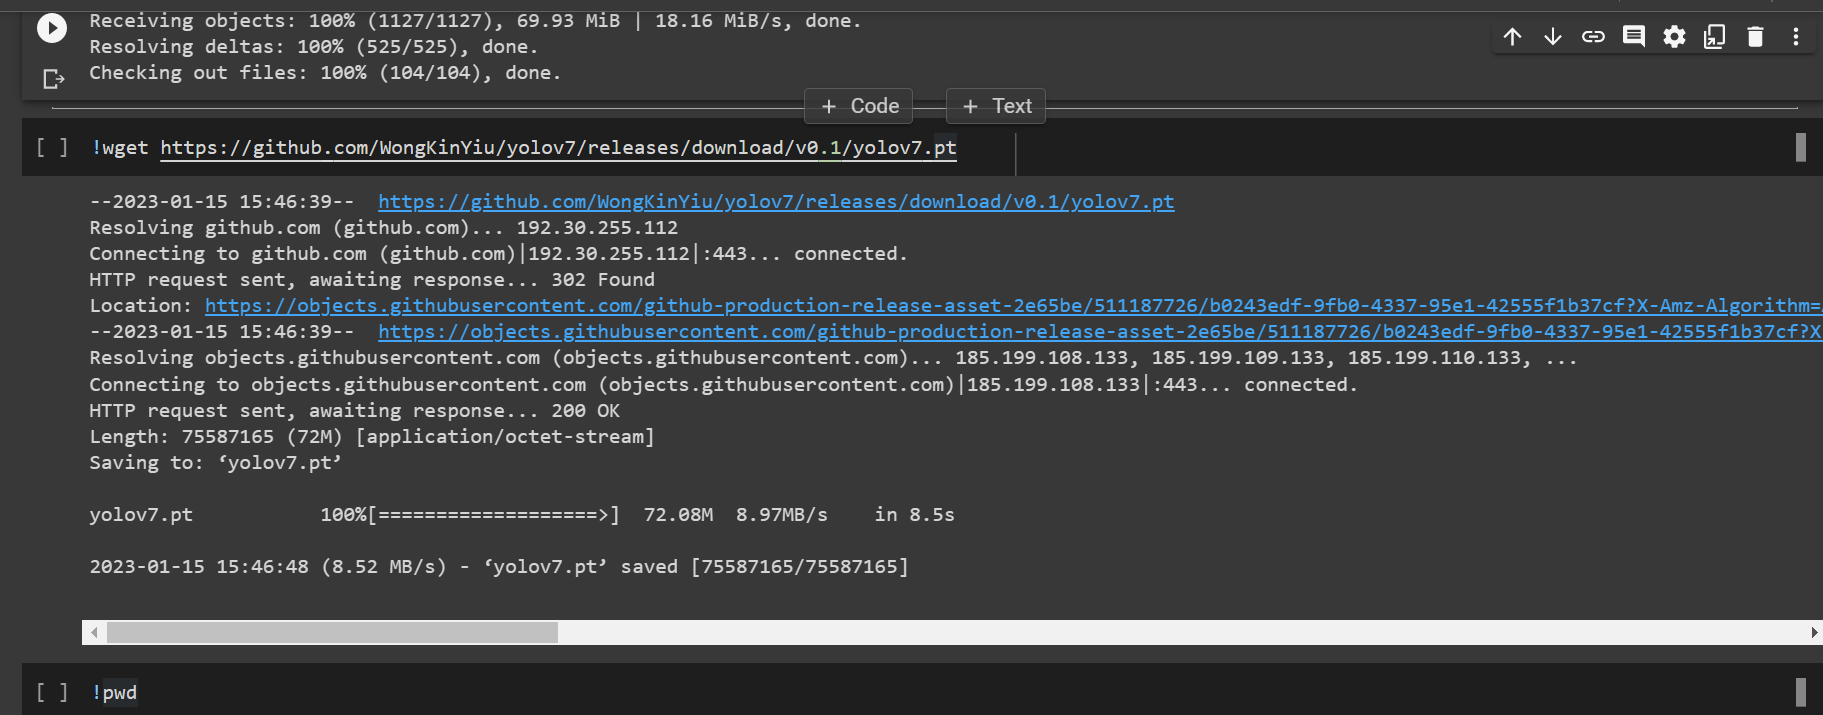 Receiving objects: 100% (1127/1127), 69.93 MiB | 18.16 MiB/s, done.
Resolving deltas: 100% (525/525), done.
Checking out files: 100% (104/104), done.
+ Code + Text
[ ] !wget https://github.com/WongKinYiu/yolov7/releases/download/v0.1/yolov7.pt
--2023-01-15 15:46:39-- https://github.com/WongKinYiu/yolov7/releases/download/v0.1/yolov7.pt
Resolving github.com (github.com)... 192.30.255.112
Connecting to github.com (github.com)|192.30.255.112|:443... connected.
HTTP request sent, awaiting response... 302 Found
Location: https://objects.githubusercontent.com/github-production-release-asset-2e65be/511187726/b0243edf-9fb0-4337-95e1-42555f1b37cf?X-Amz-Algorithm=
--2023-01-15 15:46:39-- https://objects.githubusercontent.com/github-production-release-asset-2e65be/511187726/b0243edf-9fb0-4337-95e1-42555f1b37cf?X
Resolving objects.githubusercontent.com (objects.githubusercontent.com)... 185.199.108.133, 185.199.109.133, 185.199.110.133, ...
Connecting to objects.githubusercontent.com (objects.githubusercontent.com)|185.199.108.133|:443... connected.
HTTP request sent, awaiting response... 200 OK
Length: 75587165 (72M) [application/octet-stream]
Saving to: ‘yolov7.pt’
yolov7.pt 100%[===================>] 72.08M 8.97MB/s in 8.5s
2023-01-15 15:46:48 (8.52 MB/s) - ‘yolov7.pt’ saved [75587165/75587165]
[ ] !pwd